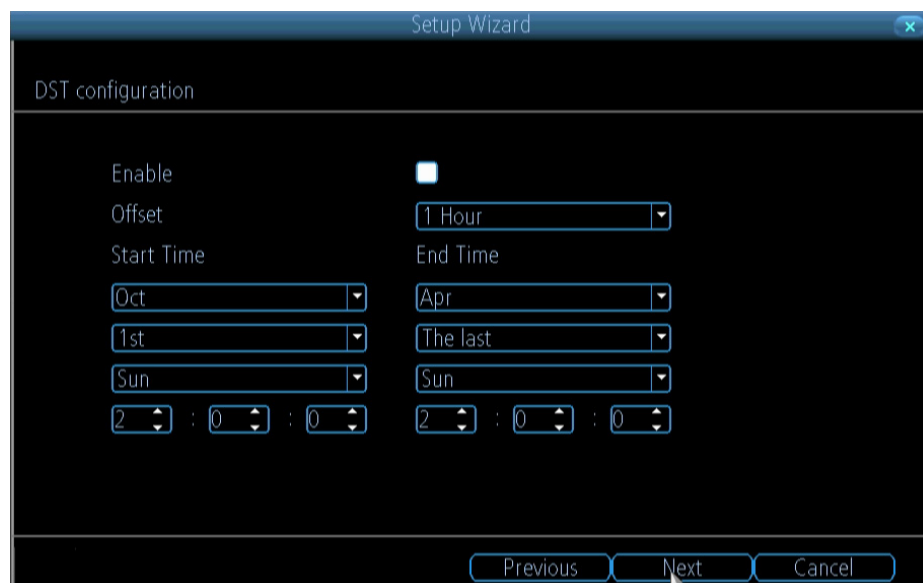 Setup Wizard
DST configuration
Enable
Offset 1 Hour
Start Time End Time
Oct Apr
1st The last
Sun Sun
2 : 0 : 0 2 : 0 : 0
Previous Next Cancel